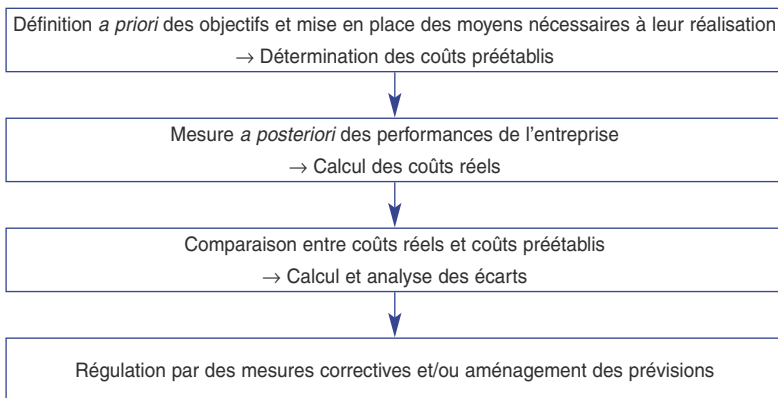 Définition a priori des objectifs et mise en place des moyens nécessaires à leur réalisation
→ Détermination des coûts préétablis
Mesure a posteriori des performances de l’entreprise
→ Calcul des coûts réels
Comparaison entre coûts réels et coûts préétablis
→ Calcul et analyse des écarts
Régulation par des mesures correctives et/ou aménagement des prévisions